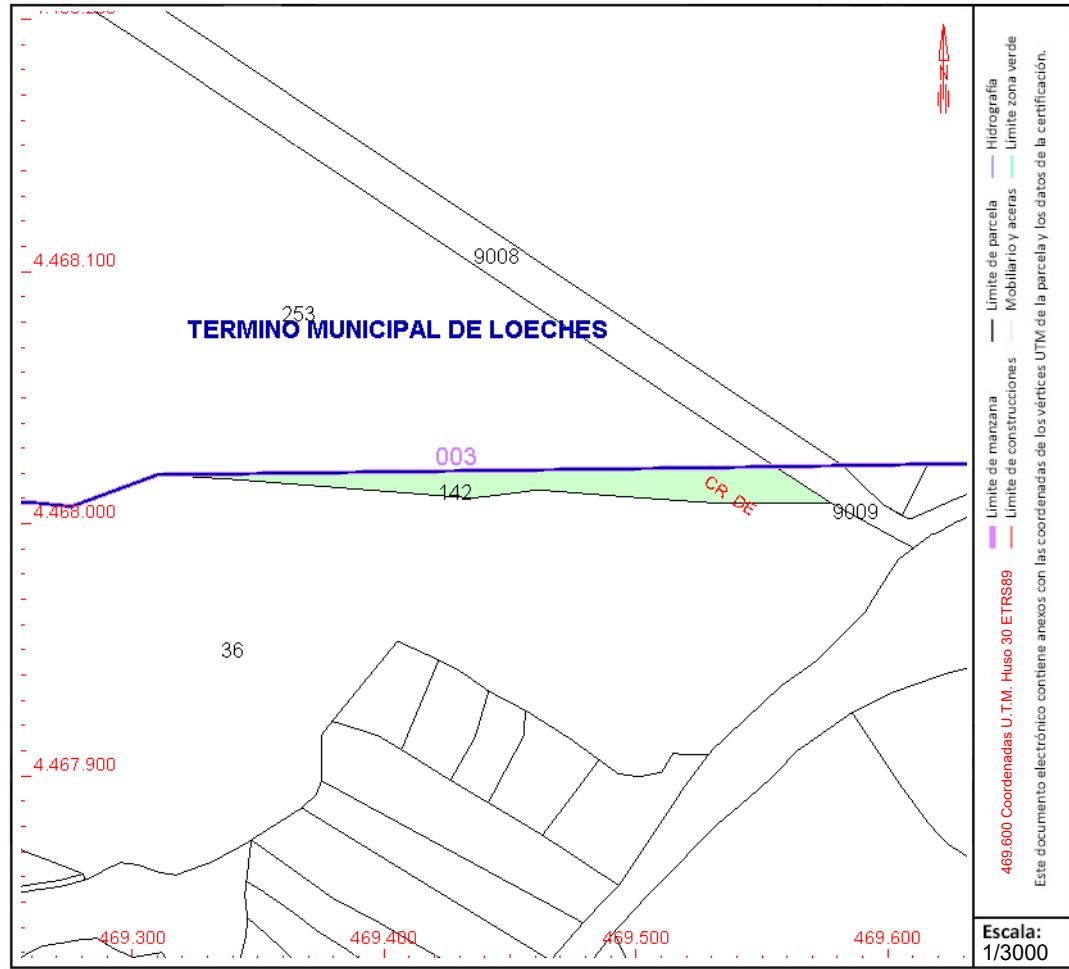 N
9008
4.468.100
253
TERMINO MUNICIPAL DE LOECHES
003
142
CR DE
9009
4.468.000
36
4.467.900
469.300
469.400
469.500
469.600
Límite de manzana
Límite de parcela
Hidrografía
Límite de construcciones
Mobiliario y aceras
Límite zona verde
469.600 Coordenadas U.T.M. Huso 30 ETRS89
Este documento electrónico contiene anexos con las coordenadas de los vértices UTM de la parcela y los datos de la certificación.
Escala:
1/3000